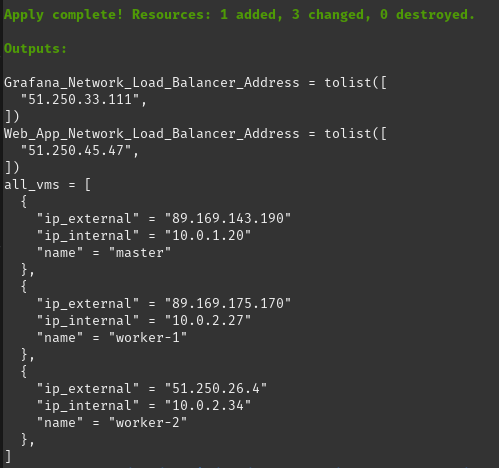 Apply complete! Resources: 1 added, 3 changed, 0 destroyed.
Outputs:
Grafana_Network_Load_Balancer_Address = tolist([
  "51.250.33.111",
])
Web_App_Network_Load_Balancer_Address = tolist([
  "51.250.45.47",
])
all_vms = [
  {
    "ip_external" = "89.169.143.190"
    "ip_internal" = "10.0.1.20"
    "name" = "master"
  },
  {
    "ip_external" = "89.169.175.170"
    "ip_internal" = "10.0.2.27"
    "name" = "worker-1"
  },
  {
    "ip_external" = "51.250.26.4"
    "ip_internal" = "10.0.2.34"
    "name" = "worker-2"
  },
]